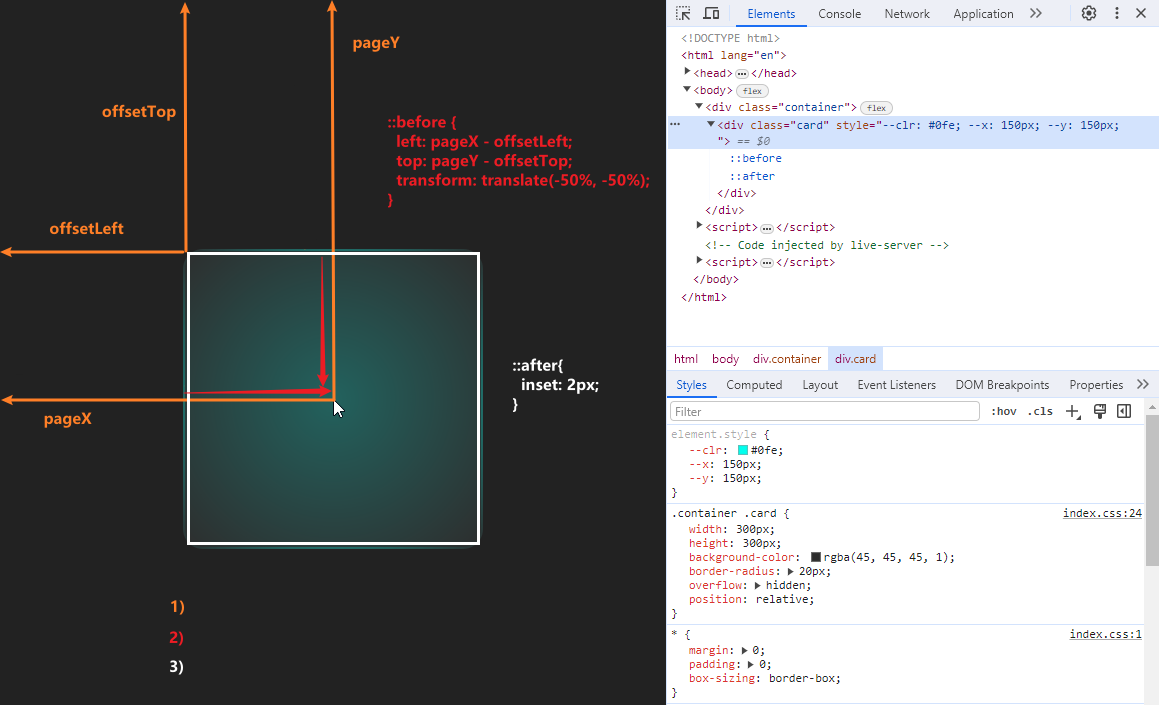 pageY
offsetTop
::before {
left: pageX - offsetLeft;
top: pageY - offsetTop;
transform: translate(-50%, -50%);
}
offsetLeft
::after{
inset: 2px;
}
pageX
1)
2)
3)
Elements Console Network Application
<!DOCTYPE html>
<html lang="en">
<head> ··· </head>
<body> flex
<div class="container"> flex
··· <div class="card" style="--clr: #0fe; --x: 150px; --y: 150px;
"> == $0
::before
::after
</div>
</div>
<script> ··· </script>
<!-- Code injected by live-server -->
<script> ··· </script>
</body>
</html>
html body div.container div.card
Styles Computed Layout Event Listeners DOM Breakpoints Properties
Filter :hov .cls
element.style {
--clr: #0fe;
--x: 150px;
--y: 150px;
}
.container .card { index.css:24
width: 300px;
height: 300px;
background-color: rgba(45, 45, 45, 1);
border-radius: 20px;
overflow: hidden;
position: relative;
}
* { index.css:1
margin: 0;
padding: 0;
box-sizing: border-box;
}